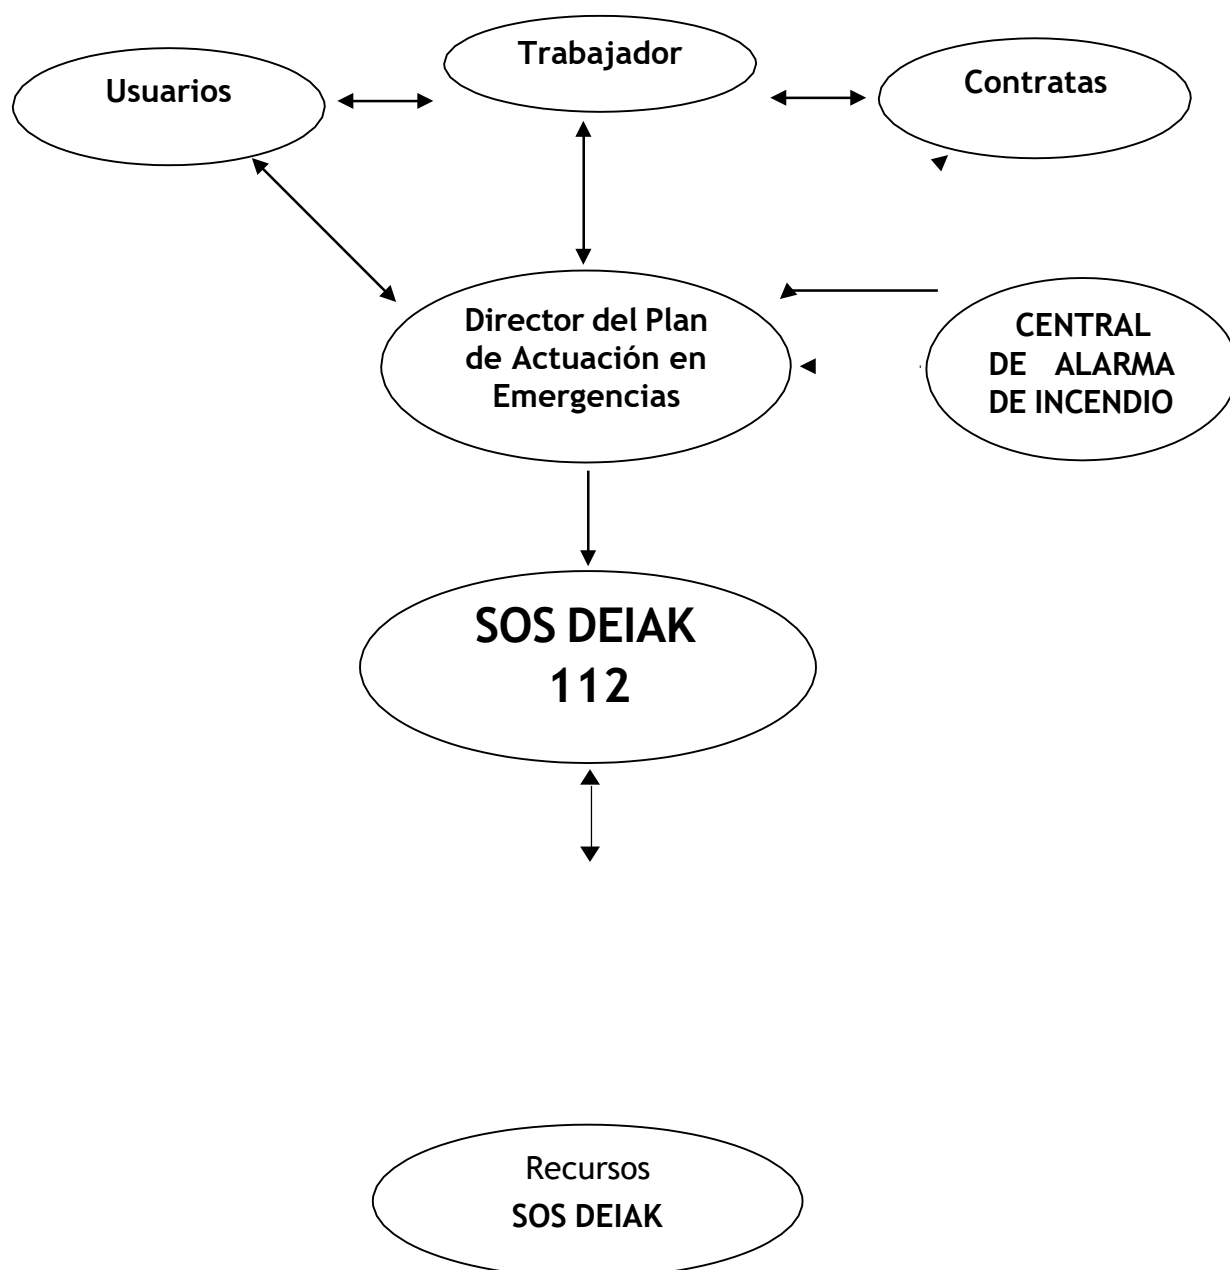 Usuarios
Trabajador
Contratas
Director del Plan
de Actuación en
Emergencias
CENTRAL
DE ALARMA
DE INCENDIO
SOS DEIAK
112
Recursos
SOS DEIAK